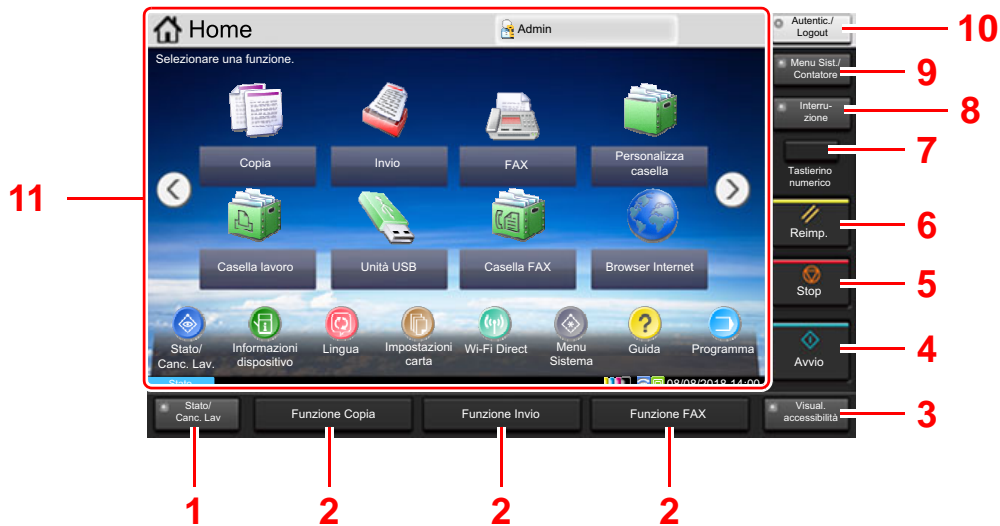 Home
Admin
Selezionare una funzione.
Copia
Invio
FAX
Personalizza
casella
Casella lavoro
Unità USB
Casella FAX
Browser Internet
Stato/
Canc. Lav.
Informazioni
dispositivo
Lingua
Impostazioni
carta
Wi-Fi Direct
Menu
Sistema
Guida
Programma
Stato
08/08/2018 14:00
Autentic./
Logout
10
Menu Sist./
Contatore
9
Interru-
zione
8
7
Tastierino
numerico
Reimp.
6
Stop
5
Avvio
4
Visual.
accessibilità
3
11
Stato/
Canc. Lav
Funzione Copia
Funzione Invio
Funzione FAX
1
2
2
2